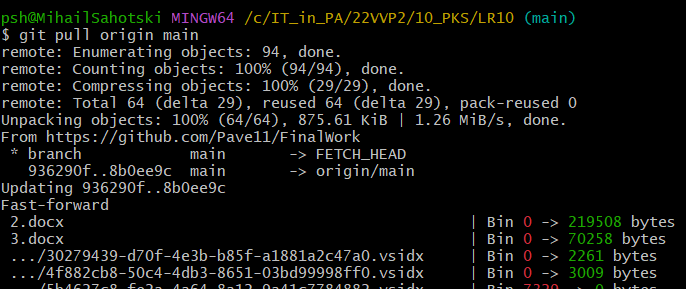 psh@MihailSahotski MINGW64 /c/IT_in_PA/22VVP2/10_PKS/LR10 (main)
$ git pull origin main
remote: Enumerating objects: 94, done.
remote: Counting objects: 100% (94/94), done.
remote: Compressing objects: 100% (29/29), done.
remote: Total 64 (delta 29), reused 64 (delta 29), pack-reused 0
Unpacking objects: 100% (64/64), 875.61 KiB | 1.26 MiB/s, done.
From https://github.com/Pave11/FinalWork
 * branch            main       -> FETCH_HEAD
   936290f..8b0ee9c  main       -> origin/main
Updating 936290f..8b0ee9c
Fast-forward
 2.docx | Bin 0 -> 219508 bytes
 3.docx | Bin 0 -> 70258 bytes
 .../30279439-d70f-4e3b-b85f-a1881a2c47a0.vsidx | Bin 0 -> 2261 bytes
 .../4f882cb8-50c4-4db3-8651-03bd99998ff0.vsidx | Bin 0 -> 3009 bytes